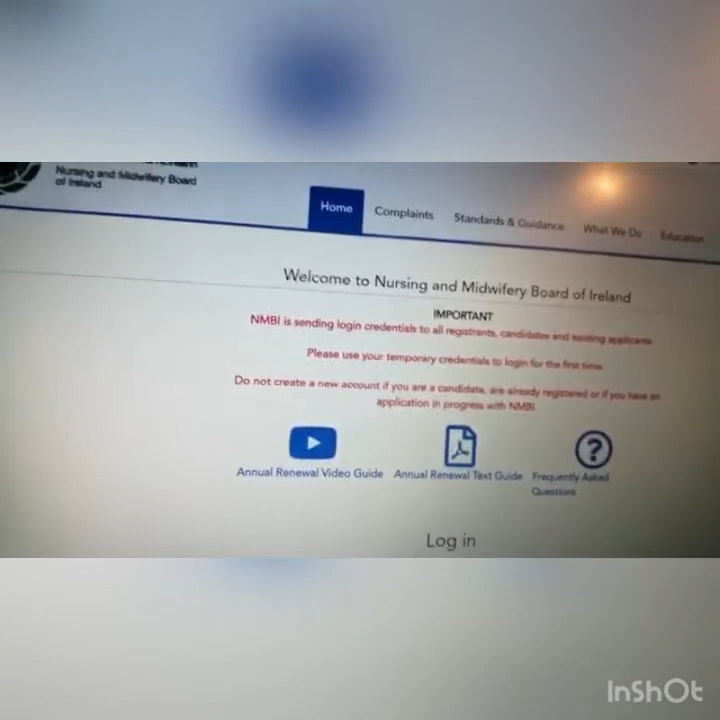 Nursing and Midwifery Board
of Ireland
Home Complaints Standards & Guidance What We Do Education
Welcome to Nursing and Midwifery Board of Ireland
IMPORTANT
NMBI is sending login credentials to all registrants, candidates and existing applicants
Please use your temporary credentials to login for the first time.
Do not create a new account if you are a candidate, are already registered or if you have an
application in progress with NMBI.
Annual Renewal Video Guide Annual Renewal Text Guide Frequently Asked
Questions
Log in
InShOt